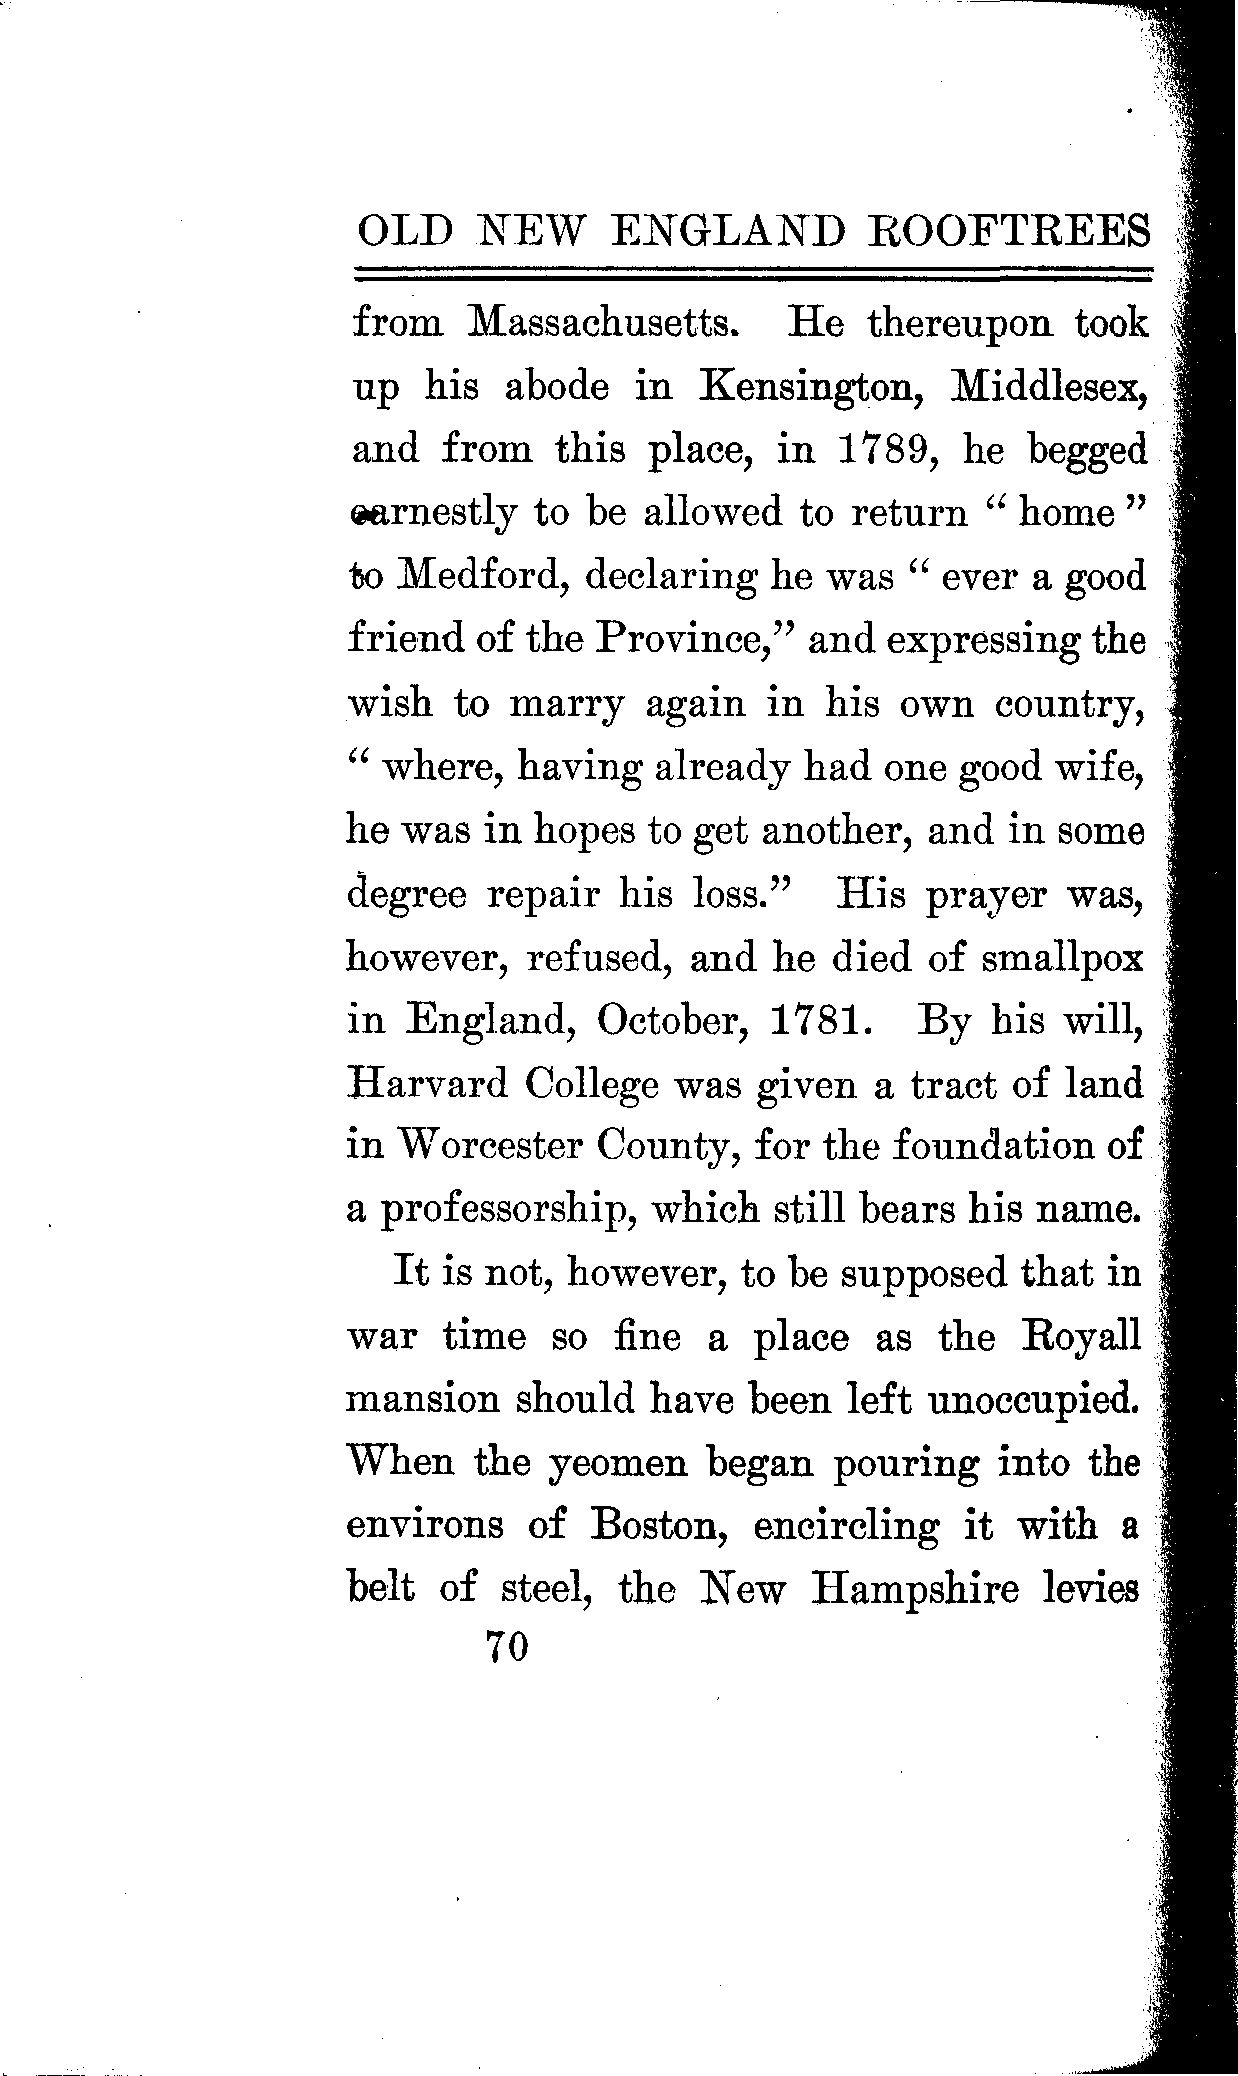 OLD NEW ENGLAND ROOFTREES
from Massachusetts. He thereupon took
up his abode in Kensington, Middlesex,
and from this place, in 1789, he begged
earnestly to be allowed to return " home "
to Medford, declaring he was " ever a good
friend of the Province," and expressing the
wish to marry again in his own country,
" where, having already had one good wife,
he was in hopes to get another, and in some
degree repair his loss." His prayer was,
however, refused, and he died of smallpox
in England, October, 1781. By his will,
Harvard College was given a tract of land
in Worcester County, for the foundation of
a professorship, which still bears his name.
It is not, however, to be supposed that in
war time so fine a place as the Royall
mansion should have been left unoccupied.
When the yeomen began pouring into the
environs of Boston, encircling it with a
belt of steel, the New Hampshire levies
70